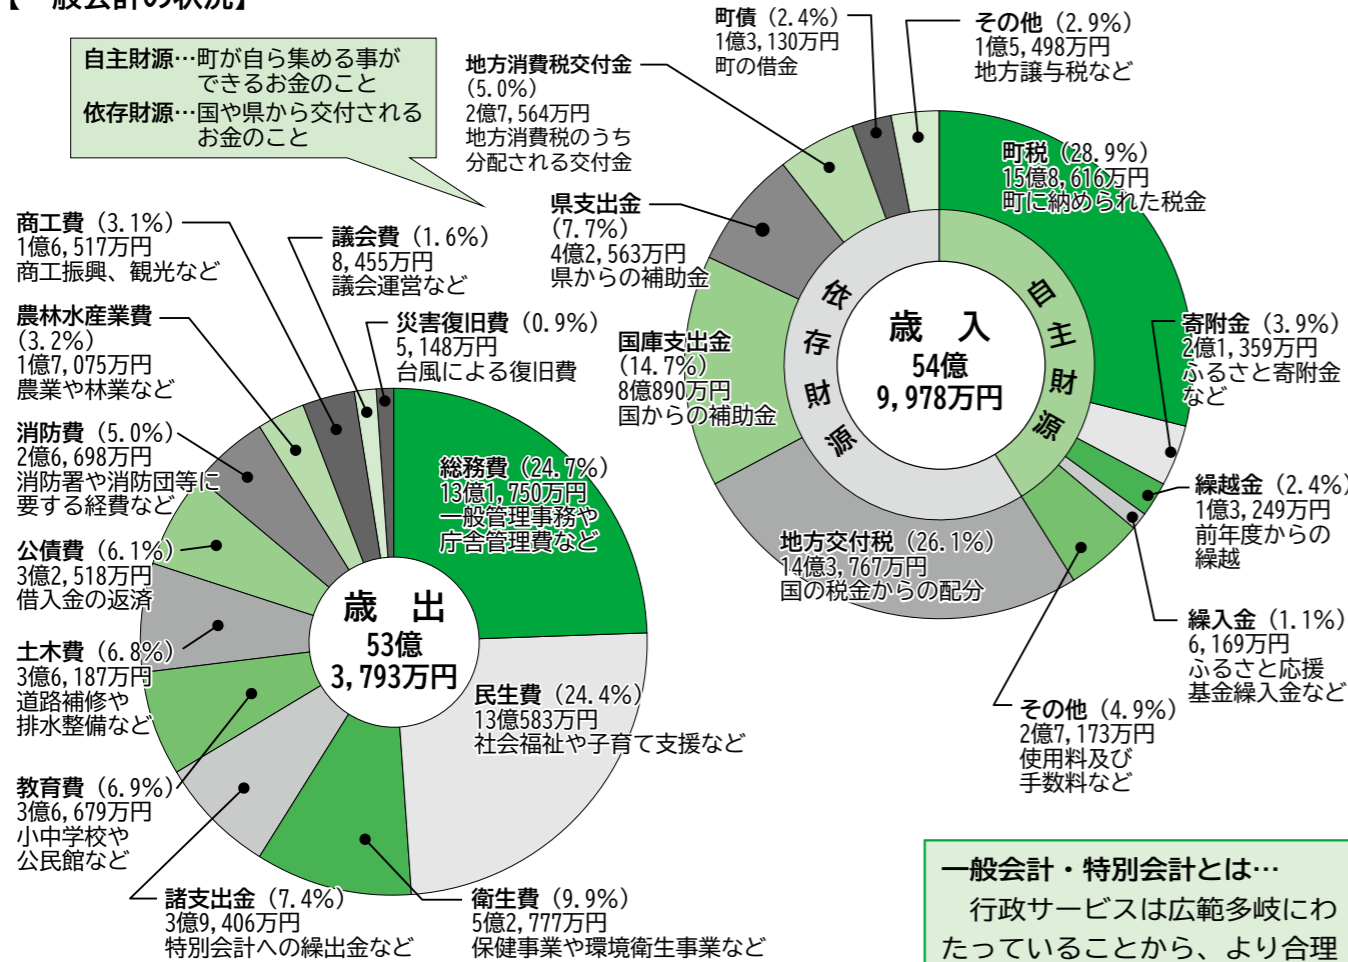 【一般会計の状況】
自主財源…町が自ら集める事が
できるお金のこと
依存財源…国や県から交付される
お金のこと
町債（2.4%）
1億3,130万円
町の借金
その他（2.9%）
1億5,498万円
地方譲与税など
地方消費税交付金
（5.0%）
2億7,564万円
地方消費税のうち
分配される交付金
県支出金
（7.7%）
4億2,563万円
県からの補助金
国庫支出金
（14.7%）
8億890万円
国からの補助金
地方交付税（26.1%）
14億3,767万円
国の税金からの配分
町税（28.9%）
15億8,616万円
町に納められた税金
寄附金（3.9%）
2億1,359万円
ふるさと寄附金
など
繰越金（2.4%）
1億3,249万円
前年度からの
繰越
繰入金（1.1%）
6,169万円
ふるさと応援
基金繰入金など
その他（4.9%）
2億7,173万円
使用料及び
手数料など
依存財源
自主財源
歳　入
54億
9,978万円
商工費（3.1%）
1億6,517万円
商工振興、観光など
議会費（1.6%）
8,455万円
議会運営など
災害復旧費（0.9%）
5,148万円
台風による復旧費
農林水産業費
（3.2%）
1億7,075万円
農業や林業など
消防費（5.0%）
2億6,698万円
消防署や消防団等に
要する経費など
公債費（6.1%）
3億2,518万円
借入金の返済
土木費（6.8%）
3億6,187万円
道路補修や
排水整備など
教育費（6.9%）
3億6,679万円
小中学校や
公民館など
諸支出金（7.4%）
3億9,406万円
特別会計への繰出金など
衛生費（9.9%）
5億2,777万円
保健事業や環境衛生事業など
民生費（24.4%）
13億583万円
社会福祉や子育て支援など
総務費（24.7%）
13億1,750万円
一般管理事務や
庁舎管理費など
歳　出
53億
3,793万円
一般会計・特別会計とは…
行政サービスは広範多岐にわ
たっていることから、より合理